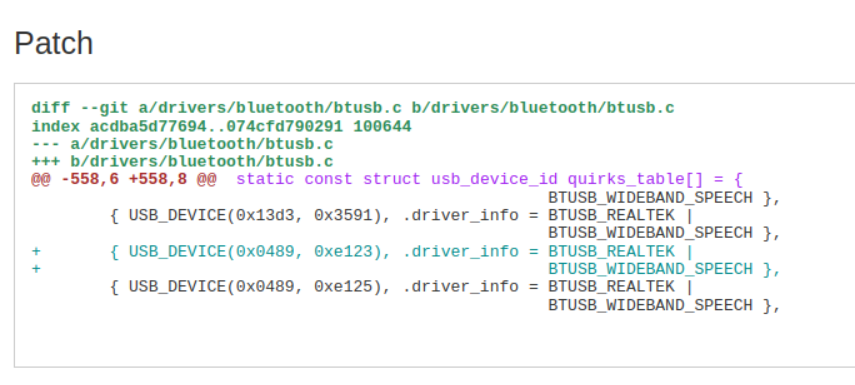 Patch
diff --git a/drivers/bluetooth/btusb.c b/drivers/bluetooth/btusb.c
index acdba5d77694..074cfd790291 100644
--- a/drivers/bluetooth/btusb.c
+++ b/drivers/bluetooth/btusb.c
@@ -558,6 +558,8 @@  static const struct usb_device_id quirks_table[] = {
                                                     BTUSB_WIDEBAND_SPEECH },
        { USB_DEVICE(0x13d3, 0x3591), .driver_info = BTUSB_REALTEK |
                                                     BTUSB_WIDEBAND_SPEECH },
+       { USB_DEVICE(0x0489, 0xe123), .driver_info = BTUSB_REALTEK |
+                                                    BTUSB_WIDEBAND_SPEECH },
        { USB_DEVICE(0x0489, 0xe125), .driver_info = BTUSB_REALTEK |
                                                     BTUSB_WIDEBAND_SPEECH },